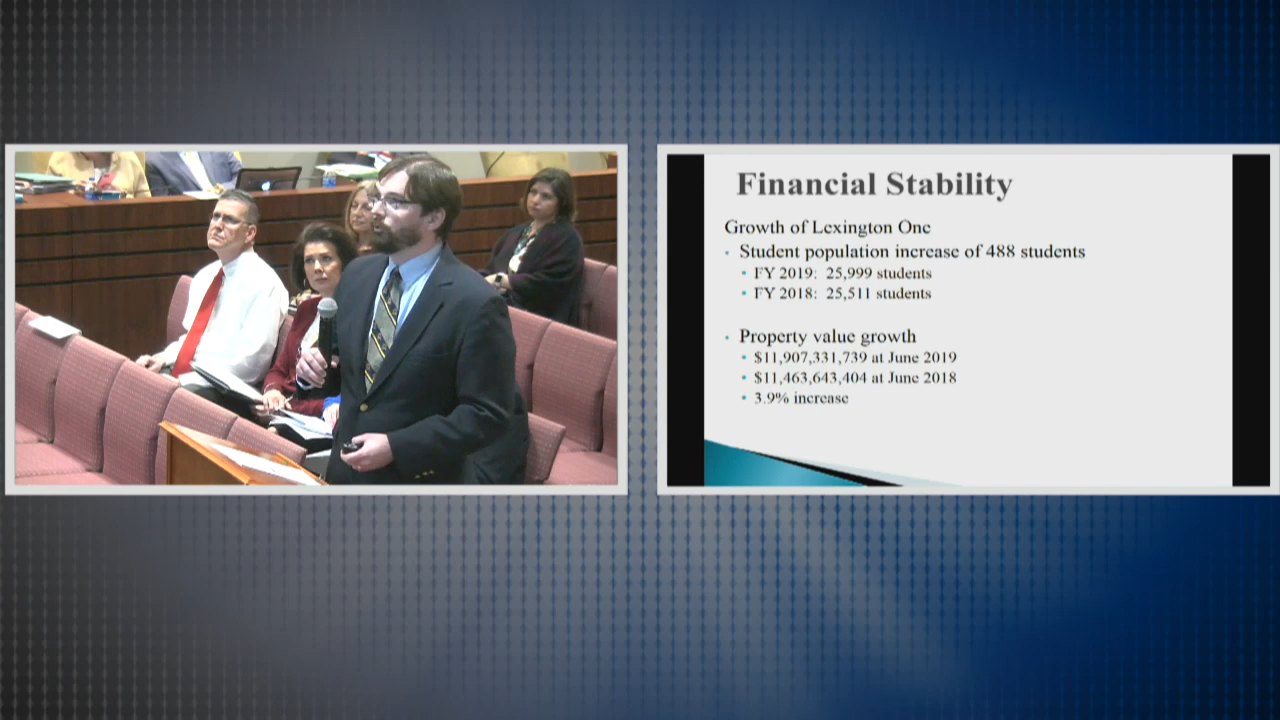 Financial Stability
Growth of Lexington One
• Student population increase of 488 students
• FY 2019: 25,999 students
• FY 2018: 25,511 students
• Property value growth
• $11,907,331,739 at June 2019
• $11,463,643,404 at June 2018
• 3.9% increase